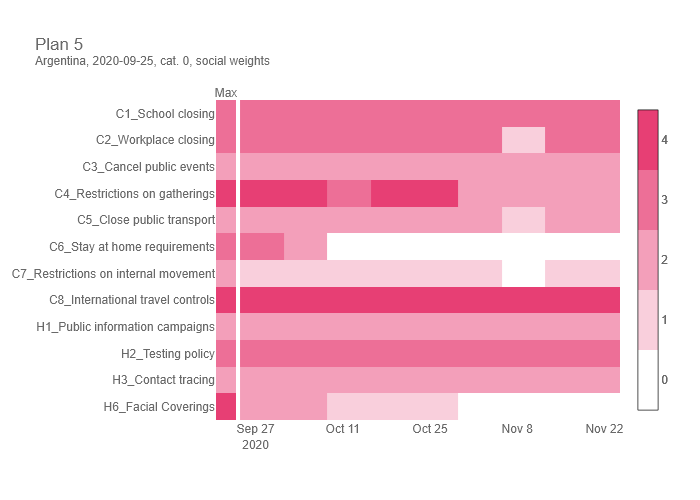 Plan 5
Argentina, 2020-09-25, cat. 0, social weights
Max
C1_School closing
C2_Workplace closing
C3_Cancel public events
C4_Restrictions on gatherings
C5_Close public transport
C6_Stay at home requirements
C7_Restrictions on internal movement
C8_International travel controls
H1_Public information campaigns
H2_Testing policy
H3_Contact tracing
H6_Facial Coverings
Sep 27 Oct 11 Oct 25 Nov 8 Nov 22
2020
4
3
2
1
0